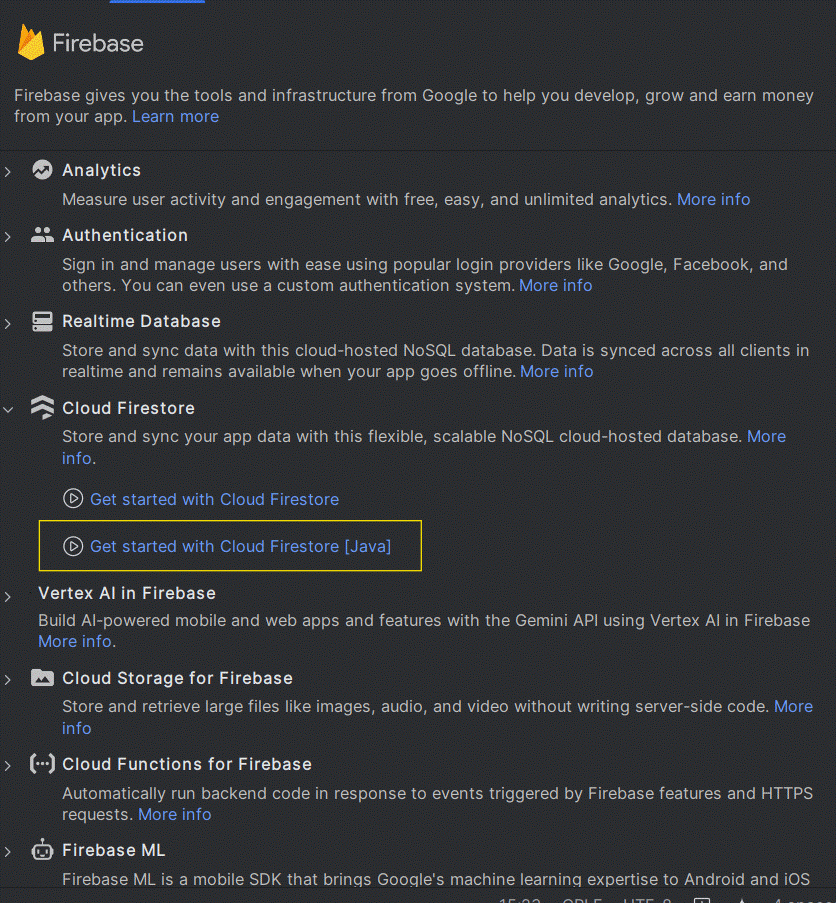 Firebase
Firebase gives you the tools and infrastructure from Google to help you develop, grow and earn money
from your app. Learn more
Analytics
Measure user activity and engagement with free, easy, and unlimited analytics. More info
Authentication
Sign in and manage users with ease using popular login providers like Google, Facebook, and
others. You can even use a custom authentication system. More info
Realtime Database
Store and sync data with this cloud-hosted NoSQL database. Data is synced across all clients in
realtime and remains available when your app goes offline. More info
Cloud Firestore
Store and sync your app data with this flexible, scalable NoSQL cloud-hosted database. More
info.
Get started with Cloud Firestore
Get started with Cloud Firestore [Java]
Vertex AI in Firebase
Build AI-powered mobile and web apps and features with the Gemini API using Vertex AI in Firebase
More info.
Cloud Storage for Firebase
Store and retrieve large files like images, audio, and video without writing server-side code. More
info
Cloud Functions for Firebase
Automatically run backend code in response to events triggered by Firebase features and HTTPS
requests. More info
Firebase ML
Firebase ML is a mobile SDK that brings Google's machine learning expertise to Android and iOS